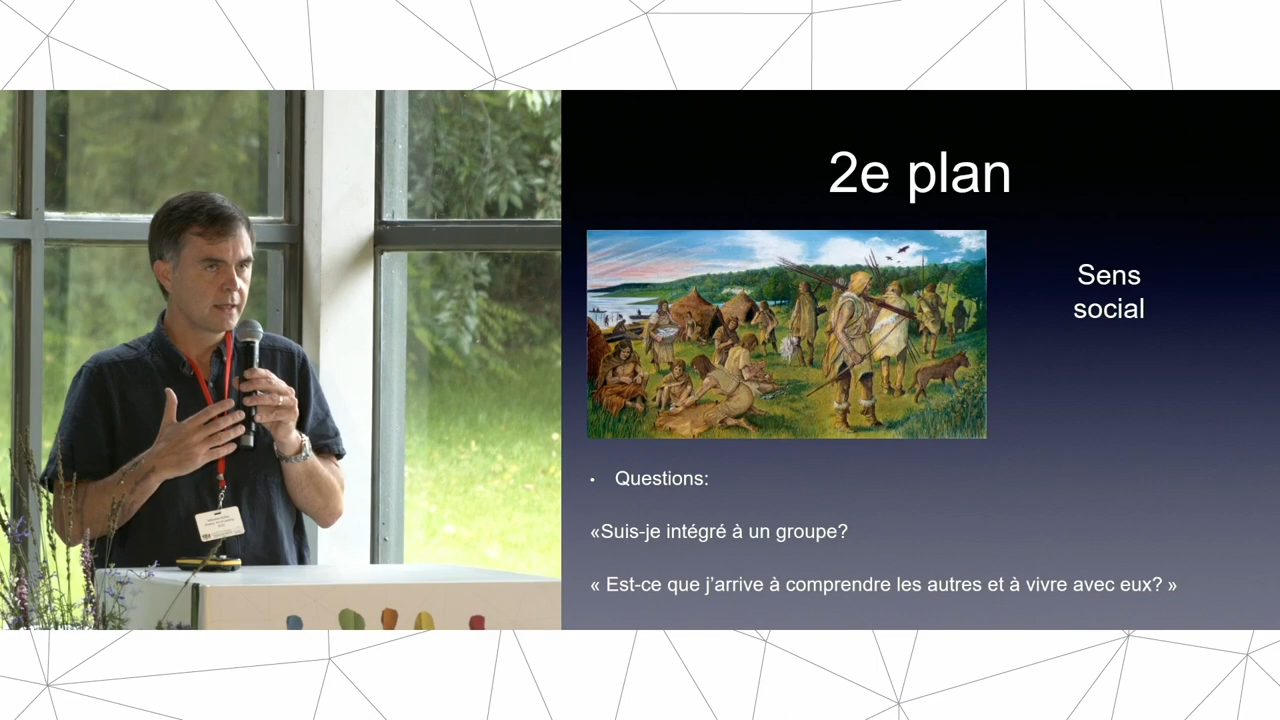 2e plan
Sens
social
• Questions:
«Suis-je intégré à un groupe?
« Est-ce que j’arrive à comprendre les autres et à vivre avec eux? »